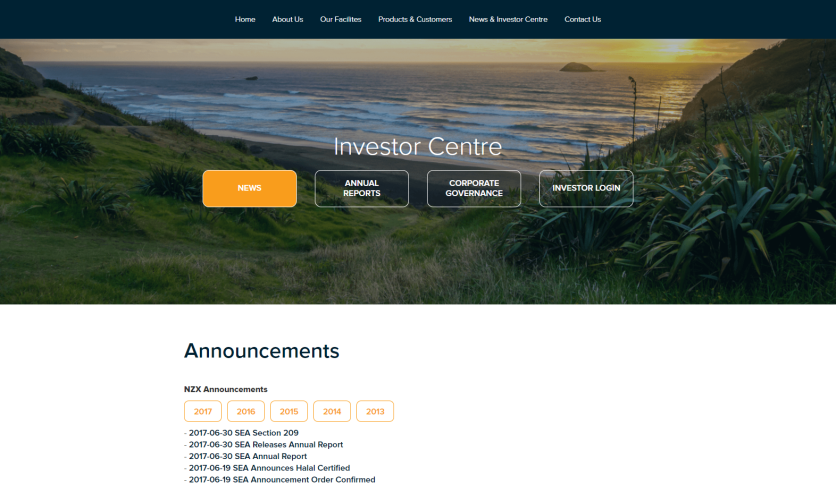 Home About Us Our Facilites Products & Customers News & Investor Centre Contact Us
Investor Centre
NEWS
ANNUAL
REPORTS
CORPORATE
GOVERNANCE
INVESTOR LOGIN
Announcements
NZX Announcements
2017 2016 2015 2014 2013
- 2017-06-30 SEA Section 209
- 2017-06-30 SEA Releases Annual Report
- 2017-06-30 SEA Annual Report
- 2017-06-19 SEA Announces Halal Certified
- 2017-06-19 SEA Announcement Order Confirmed